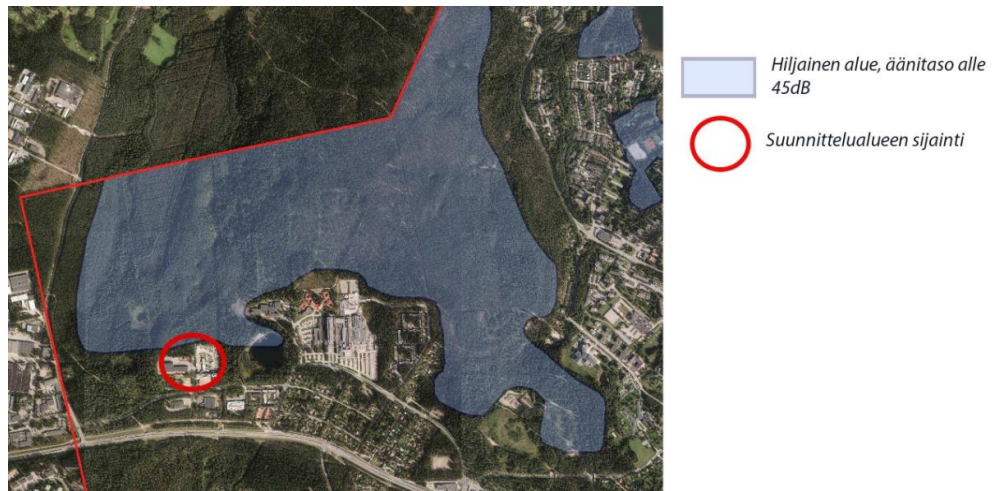 Hiljainen alue, äänitaso alle
45dB
Suunnittelualueen sijainti